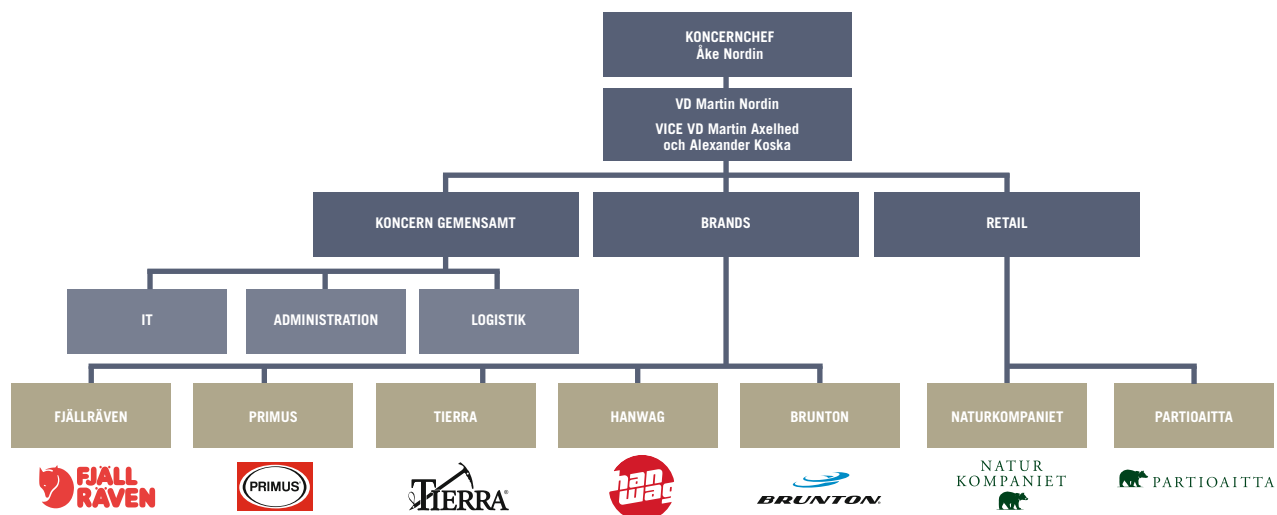 KONCERNCHEF
Åke Nordin
VD Martin Nordin
VICE VD Martin Axelhed
och Alexander Koska
KONCERN GEMENSAMT
BRANDS
RETAIL
IT
ADMINISTRATION
LOGISTIK
FJÄLLRÄVEN
PRIMUS
TIERRA
HANWAG
BRUNTON
NATURKOMPANIET
PARTIOAITTA
FJÄLL
RÄVEN
PRIMUS
TIERRA
han
wag
BRUNTON
NATUR
KOMPANIET
PARTIOAITTA